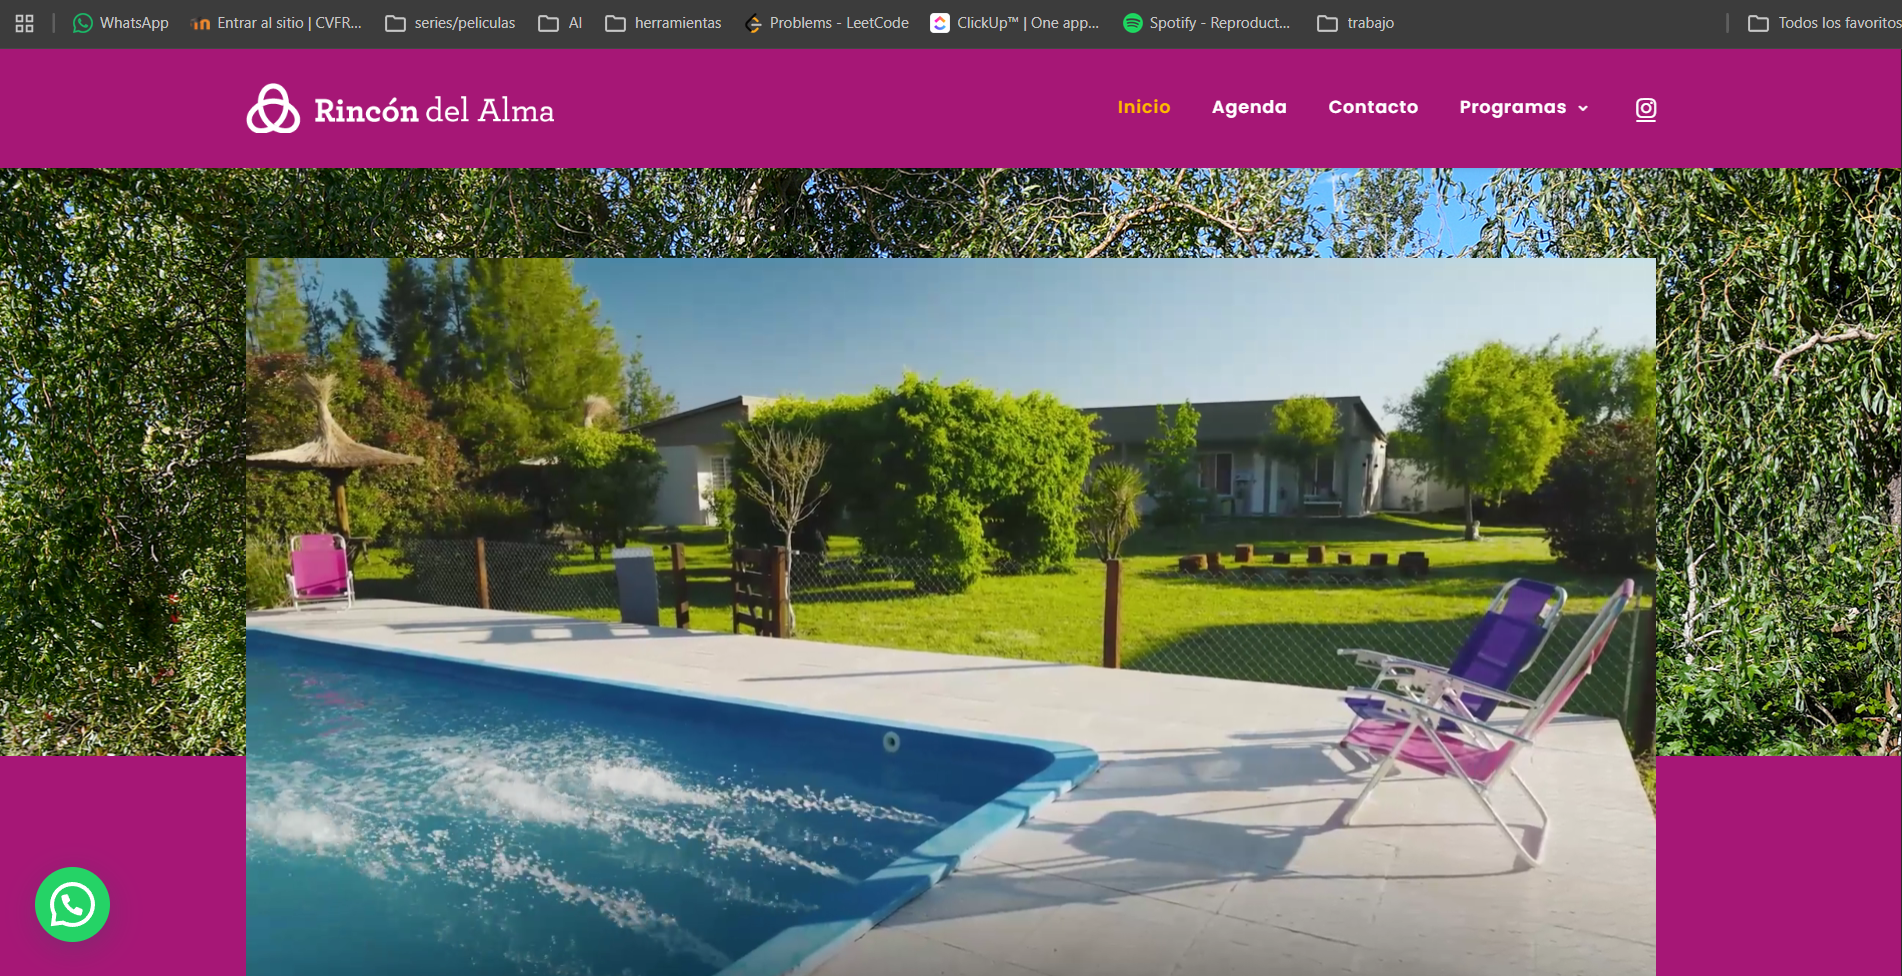 WhatsApp
Entrar al sitio | CVFR...
series/peliculas
AI
herramientas
Problems - LeetCode
ClickUp™ | One app...
Spotify - Reproduct...
trabajo
Todos los favoritos
Rincón del Alma
Inicio
Agenda
Contacto
Programas